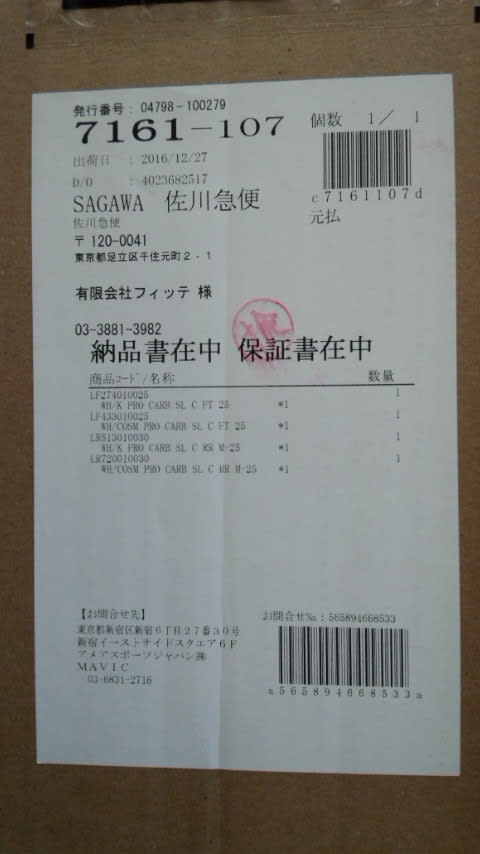 発行番号： 04798－100279
7161－107
個数 1／ 1
出荷日 ： 2016/12/27
D/O ： 4023682517
c7161107d
SAGAWA 佐川急便
元払
佐川急便
〒120-0041
東京都足立区千住元町２．１
有限会社フィッテ 様
03-3881-3982
納品書在中 保証書在中
商品ｺｰﾄﾞ/名称 数量
LF274010025 1
WH/K PRO CARB SL C FT 25 *1
LF433010025 1
WH/COSM PRO CARB SL C FT 25 *1
LR513010030 1
WH/K PRO CARB SL C RR M-25 *1
LR720010030 1
WH/COSM PRO CARB SL C RR M-25 *1
【お問合せ先】
東京都新宿区新宿６丁目２７番３０号
新宿イーストサイドスクエア６Ｆ
アメアスポーツジャパン㈱
ＭＡＶＩＣ
03-6831-2716
お問合せNo.：565894668533
a565894668533a